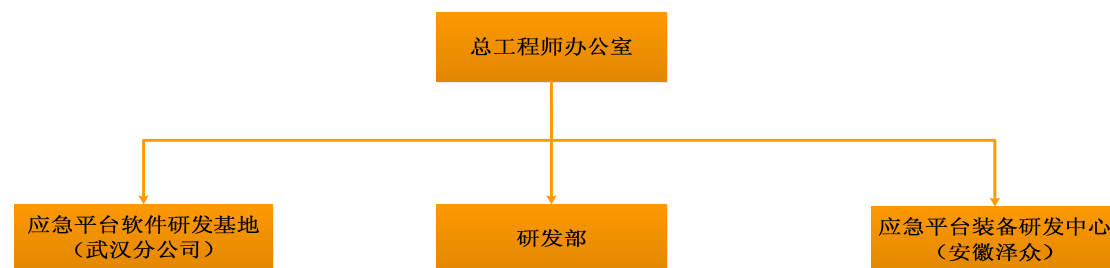 总工程师办公室
应急平台软件研发基地
（武汉分公司）
研发部
应急平台装备研发中心
（安徽泽众）